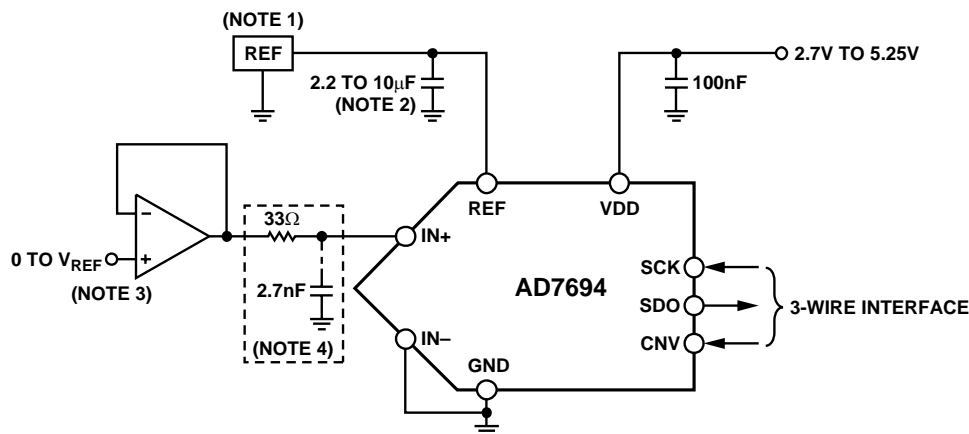 (NOTE 1)
REF
2.2 TO 10μF
(NOTE 2)
100nF
2.7V TO 5.25V
REF
VDD
−
+
0 TO VREF
(NOTE 3)
33Ω
2.7nF
(NOTE 4)
IN+
IN–
AD7694
GND
SCK
SDO
CNV
3-WIRE INTERFACE